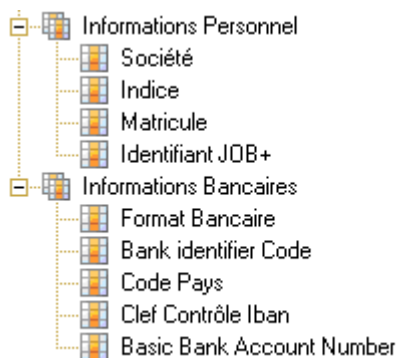 Informations Personnel
Société
Indice
Matricule
Identifiant JOB+
Informations Bancaires
Format Bancaire
Bank identifier Code
Code Pays
Clef Contrôle Iban
Basic Bank Account Number